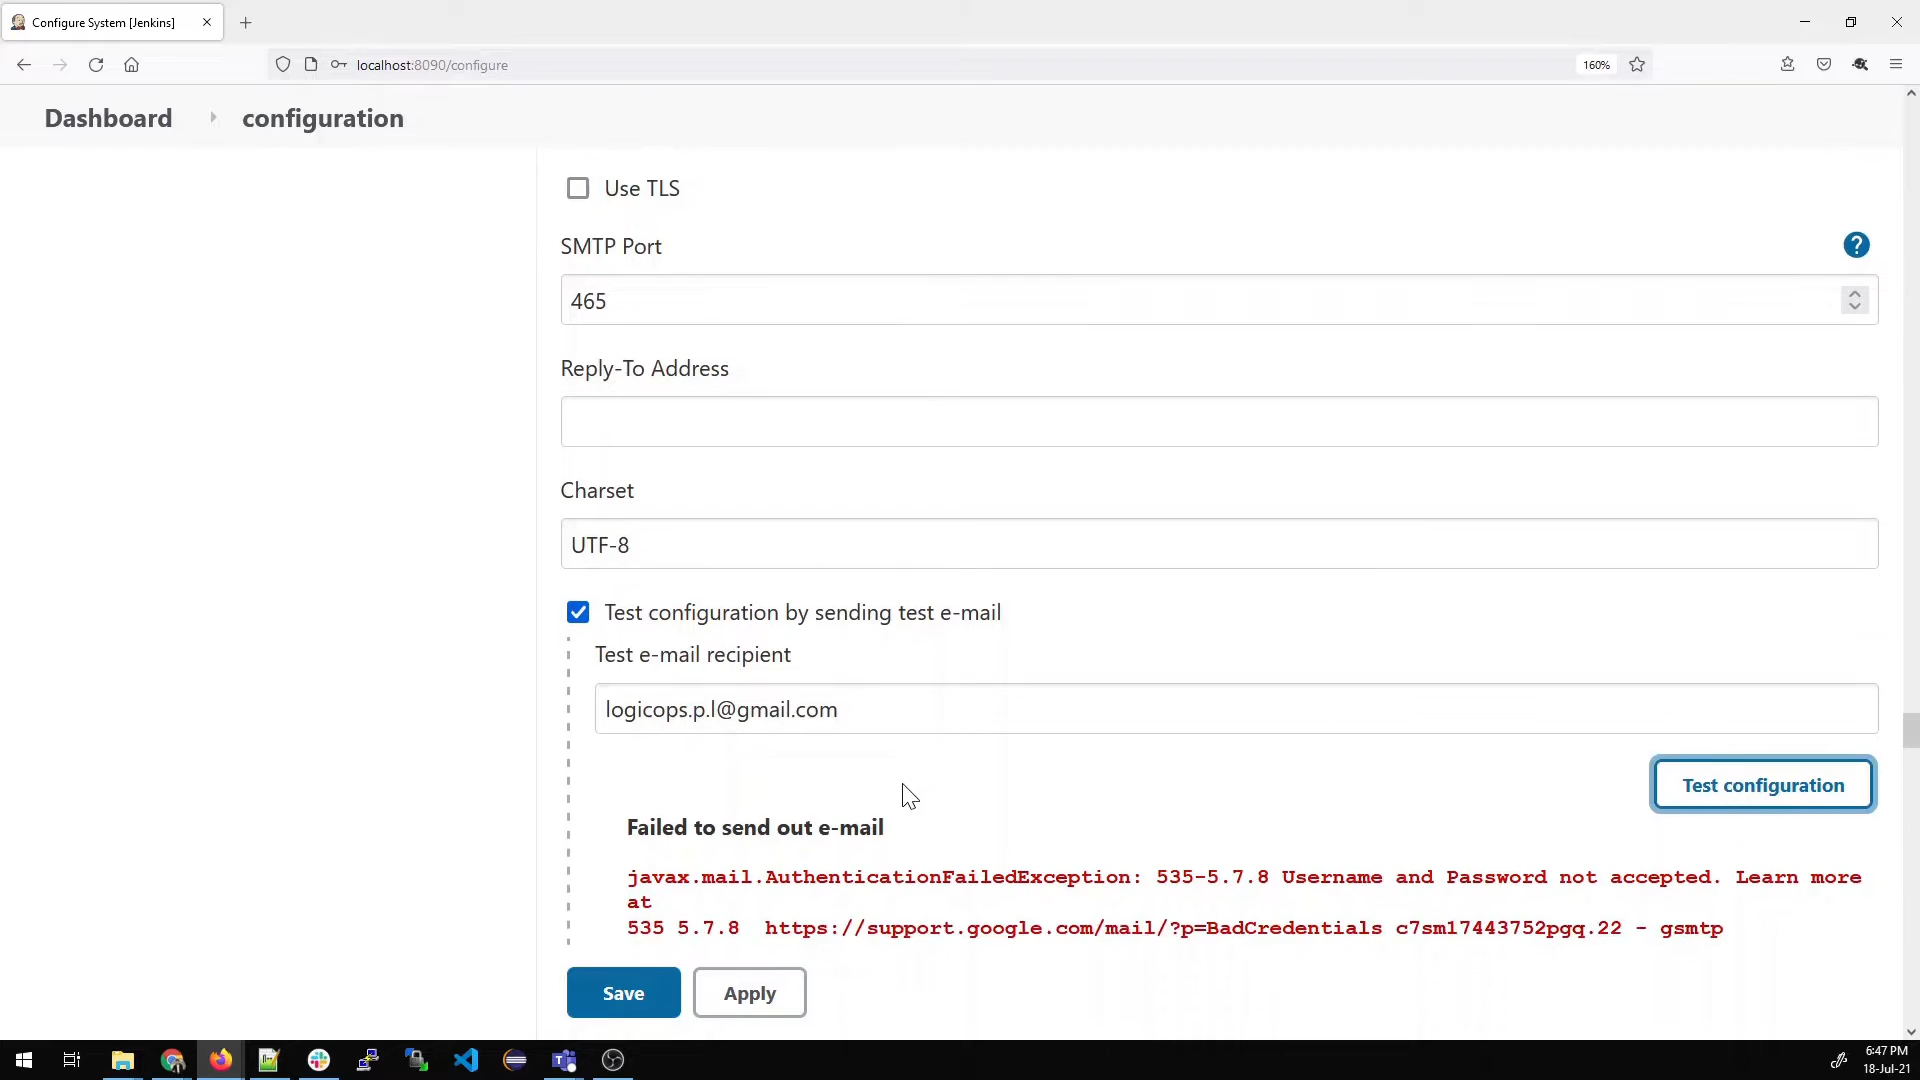 Configure System [Jenkins]
localhost:8090/configure
160%
Dashboard
configuration
Use TLS
SMTP Port
?
465
Reply-To Address
Charset
UTF-8
Test configuration by sending test e-mail
Test e-mail recipient
logicops.p.l@gmail.com
Test configuration
Failed to send out e-mail
javax.mail.AuthenticationFailedException: 535-5.7.8 Username and Password not accepted. Learn more
at
535 5.7.8 https://support.google.com/mail/?p=BadCredentials c7sm17443752pgq.22 - gsmtp
Save
Apply
6:47 PM
18-Jul-21